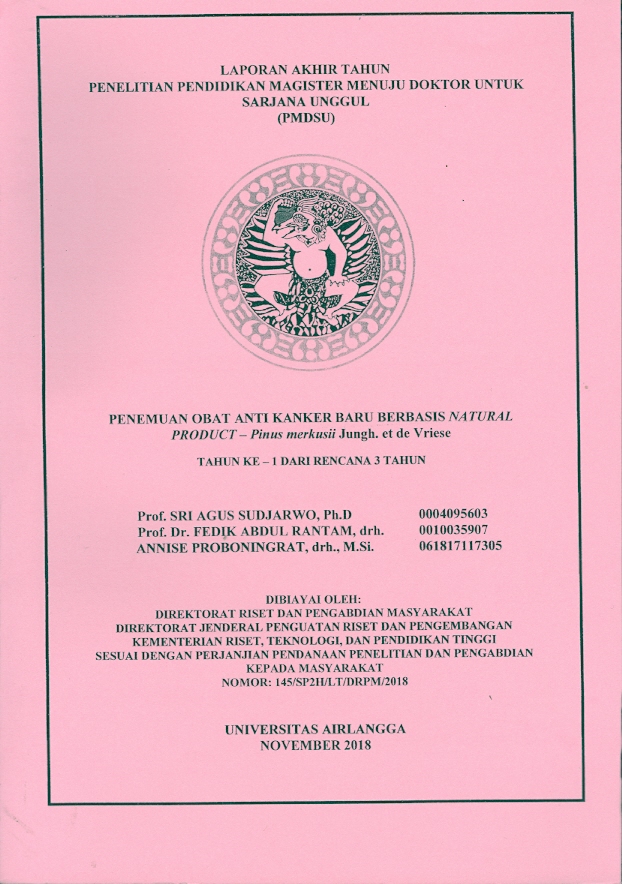 LAPORAN AKHIR TAHUN
PENELITIAN PENDIDIKAN MAGISTER MENUJU DOKTOR UNTUK
SARJANA UNGGUL
(PMDSU)
PENEMUAN OBAT ANTI KANKER BARU BERBASIS NATURAL
PRODUCT – Pinus merkusii Jungh. et de Vriese
TAHUN KE – 1 DARI RENCANA 3 TAHUN
Prof. SRI AGUS SUDJARWO, Ph.D 0004095603
Prof. Dr. FEDIK ABDUL RANTAM, drh. 0010035907
ANNISE PROBONINGRAT, drh., M.Si. 061817117305
DIBIAYAI OLEH:
DIREKTORAT RISET DAN PENGABDIAN MASYARAKAT
DIREKTORAT JENDERAL PENGUATAN RISET DAN PENGEMBANGAN
KEMENTERIAN RISET, TEKNOLOGI, DAN PENDIDIKAN TINGGI
SESUAI DENGAN PERJANJIAN PENDANAAN PENELITIAN DAN PENGABDIAN
KEPADA MASYARAKAT
NOMOR: 145/SP2H/LT/DRPM/2018
UNIVERSITAS AIRLANGGA
NOVEMBER 2018